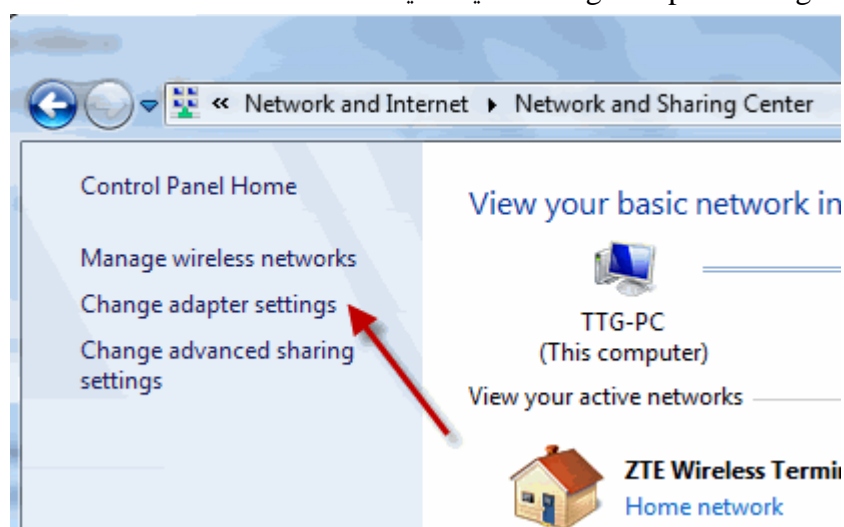 « Network and Internet ▸ Network and Sharing Center
Control Panel Home
Manage wireless networks
Change adapter settings
Change advanced sharing
settings
View your basic network in
TTG-PC
(This computer)
View your active networks
ZTE Wireless Termi
Home network